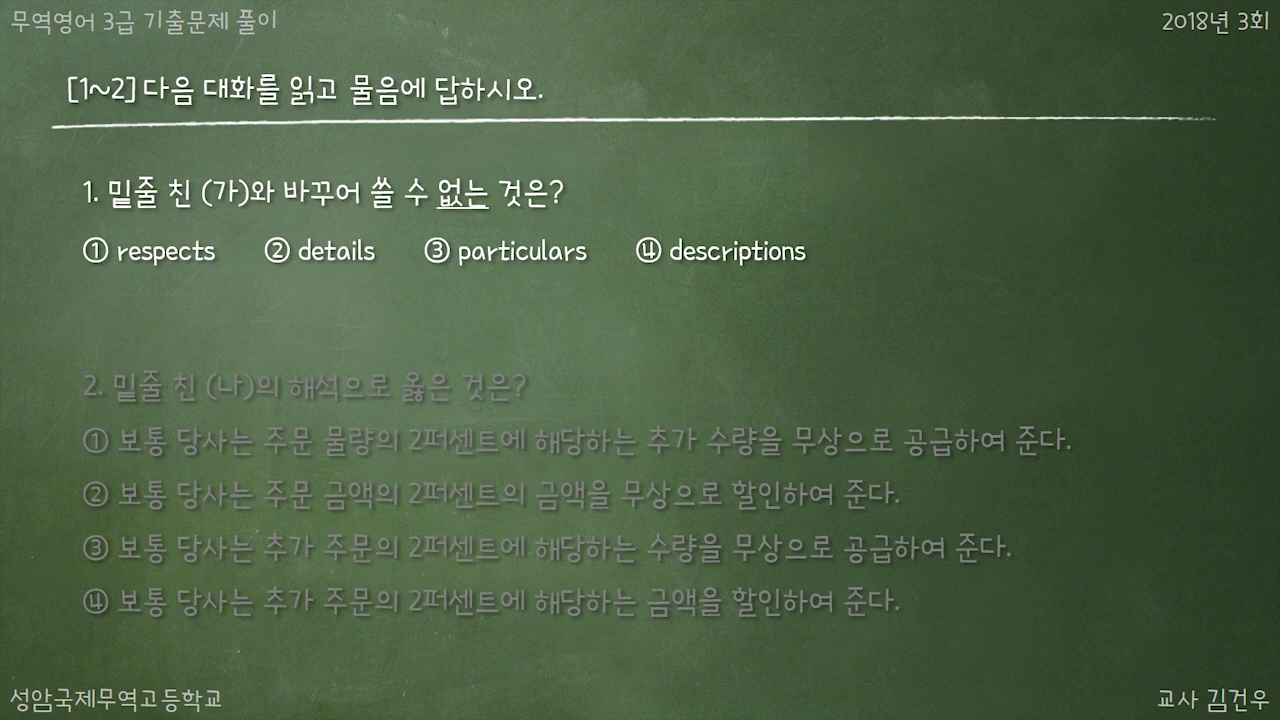 무역영어 3급 기출문제 풀이
2018년 3회
[1~2] 다음 대화를 읽고 물음에 답하시오.
1. 밑줄 친 (가)와 바꾸어 쓸 수 없는 것은?
① respects ② details ③ particulars ④ descriptions
2. 밑줄 친 (나)의 해석으로 옳은 것은?
① 보통 당사는 주문 물량의 2퍼센트에 해당하는 추가 수량을 무상으로 공급하여 준다.
② 보통 당사는 주문 금액의 2퍼센트의 금액을 무상으로 할인하여 준다.
③ 보통 당사는 추가 주문의 2퍼센트에 해당하는 수량을 무상으로 공급하여 준다.
④ 보통 당사는 추가 주문의 2퍼센트에 해당하는 금액을 할인하여 준다.
성암국제무역고등학교
교사 김건우